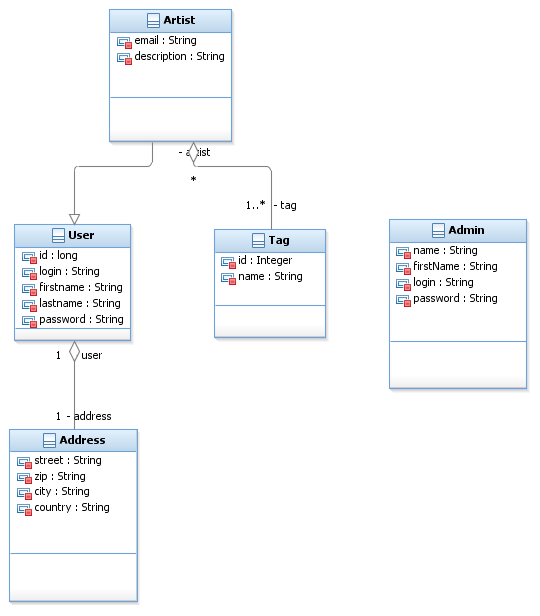 Artist
email : String
description : String
- artist
*
1..* - tag
User
id : long
login : String
firstname : String
lastname : String
password : String
Tag
id : Integer
name : String
Admin
name : String
firstName : String
login : String
password : String
1 user
1 - address
Address
street : String
zip : String
city : String
country : String